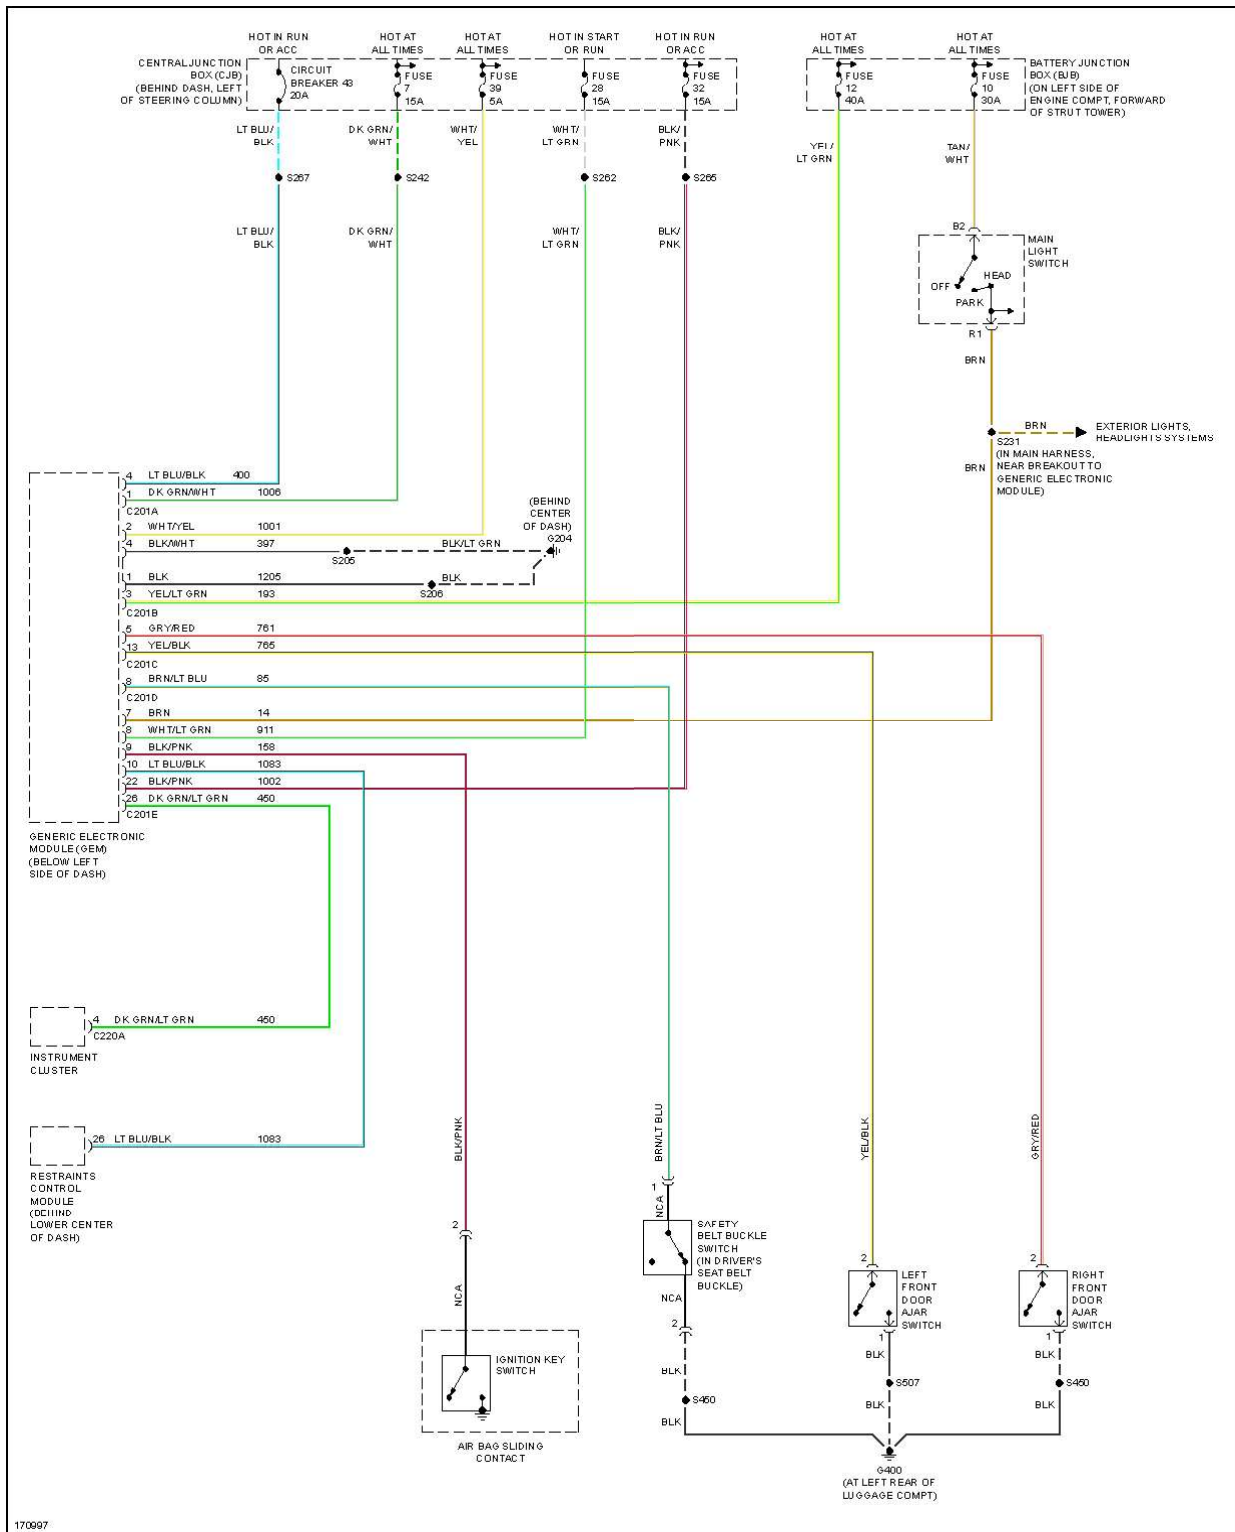 HOT IN RUN
OR ACC
HOT AT
ALL TIMES
HOT AT
ALL TIMES
HOT IN START
OR RUN
HOT IN RUN
OR ACC
HOT AT
ALL TIMES
HOT AT
ALL TIMES
CENTRAL JUNCTION
BOX (CJB)
(BEHIND DASH, LEFT
OF STEERING COLUMN)
CIRCUIT
BREAKER 43
20A
FUSE
7
15A
FUSE
39
5A
FUSE
28
15A
FUSE
32
15A
FUSE
12
40A
FUSE
10
30A
BATTERY JUNCTION
BOX (BJB)
(ON LEFT SIDE OF
ENGINE COMPT, FORWARD
OF STRUT TOWER)
LT BLU/
BLK
DK GRN/
WHT
WHT/
YEL
WHT/
LT GRN
BLK/
PNK
YEL/
LT GRN
TAN/
WHT
S267
S242
S262
S265
LT BLU/
BLK
DK GRN/
WHT
WHT/
LT GRN
BLK/
PNK
B2
MAIN
LIGHT
SWITCH
HEAD
OFF
PARK
R1
BRN
BRN
EXTERIOR LIGHTS,
HEADLIGHTS SYSTEMS
S231
(IN MAIN HARNESS,
NEAR BREAKOUT TO
GENERIC ELECTRONIC
MODULE)
BRN
4 LT BLU/BLK 400
1 DK GRN/WHT 1006
C201A
2 WHT/YEL 1001
4 BLK/WHT 397
S205
BLK/LT GRN
(BEHIND
CENTER
OF DASH)
G204
1 BLK 1205
S206
BLK
3 YEL/LT GRN 193
C201B
5 GRY/RED 761
13 YEL/BLK 765
C201C
8 BRN/LT BLU 85
C201D
7 BRN 14
8 WHT/LT GRN 911
9 BLK/PNK 158
10 LT BLU/BLK 1083
22 BLK/PNK 1002
26 DK GRN/LT GRN 450
C201E
GENERIC ELECTRONIC
MODULE (GEM)
(BELOW LEFT
SIDE OF DASH)
4 DK GRN/LT GRN 450
C220A
INSTRUMENT
CLUSTER
26 LT BLU/BLK 1083
RESTRAINTS
CONTROL
MODULE
(BEHIND
LOWER CENTER
OF DASH)
BLK/PNK
BRN/LT BLU
YEL/BLK
GRY/RED
2
NCA
IGNITION KEY
SWITCH
AIR BAG SLIDING
CONTACT
1
NCA
SAFETY
BELT BUCKLE
SWITCH
(IN DRIVER'S
SEAT BELT
BUCKLE)
NCA
2
BLK
S450
BLK
2
LEFT
FRONT
DOOR
AJAR
SWITCH
1
BLK
S507
BLK
2
RIGHT
FRONT
DOOR
AJAR
SWITCH
1
BLK
S450
BLK
G400
(AT LEFT REAR OF
LUGGAGE COMPT)
170997